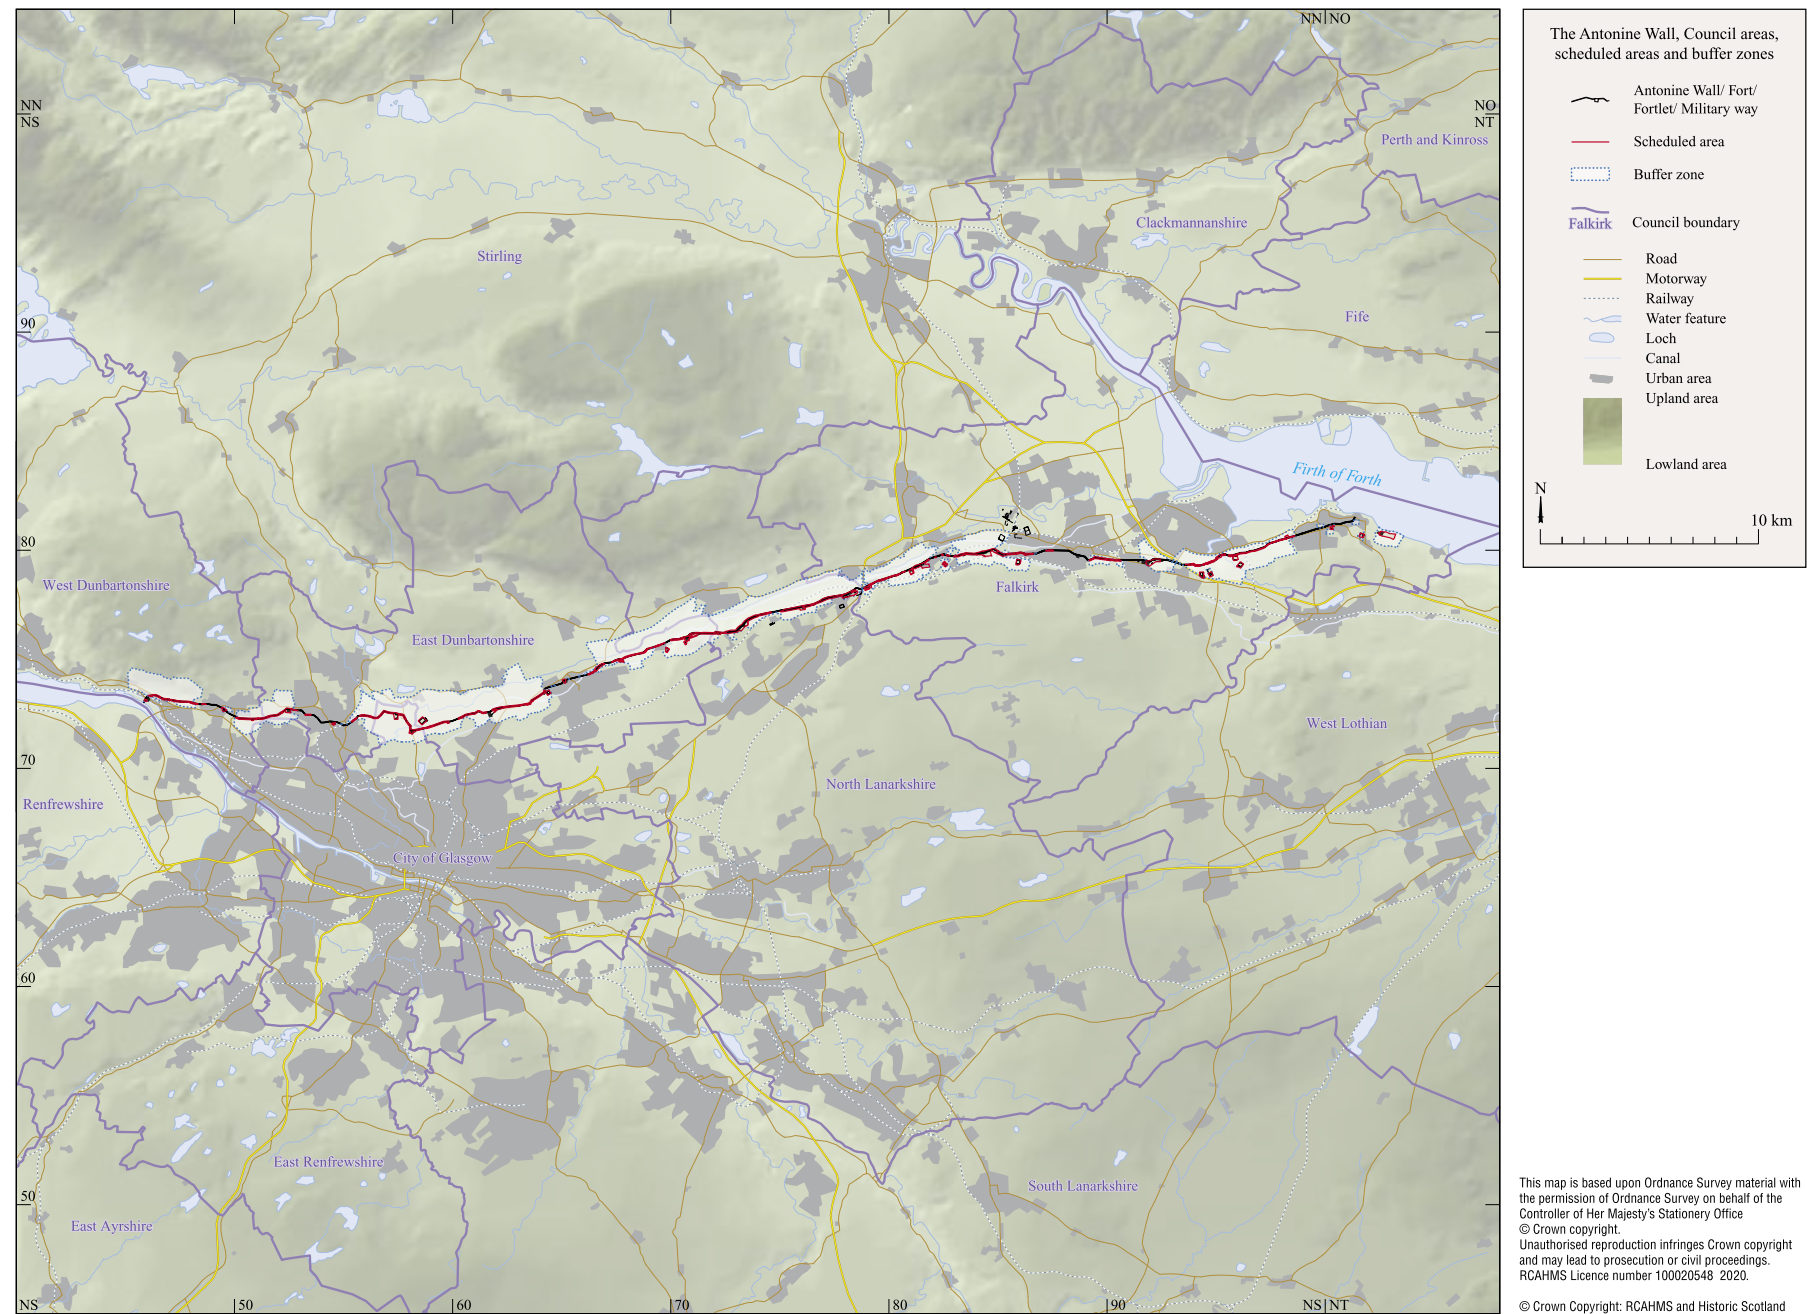 NN NO
NN
NS
NO
NT
Perth and Kinross
Clackmannanshire
Stirling
90
Fife
Firth of Forth
80
West Dunbartonshire
Falkirk
East Dunbartonshire
West Lothian
70
North Lanarkshire
Renfrewshire
City of Glasgow
60
East Renfrewshire
South Lanarkshire
50
East Ayrshire
NS
50
60
70
80
90
NS NT
The Antonine Wall, Council areas,
scheduled areas and buffer zones
Antonine Wall/ Fort/
Fortlet/ Military way
Scheduled area
Buffer zone
Falkirk Council boundary
Road
Motorway
Railway
Water feature
Loch
Canal
Urban area
Upland area
Lowland area
N
10 km
This map is based upon Ordnance Survey material with
the permission of Ordnance Survey on behalf of the
Controller of Her Majesty's Stationery Office
© Crown copyright.
Unauthorised reproduction infringes Crown copyright
and may lead to prosecution or civil proceedings.
RCAHMS Licence number 100020548 2020.
© Crown Copyright: RCAHMS and Historic Scotland